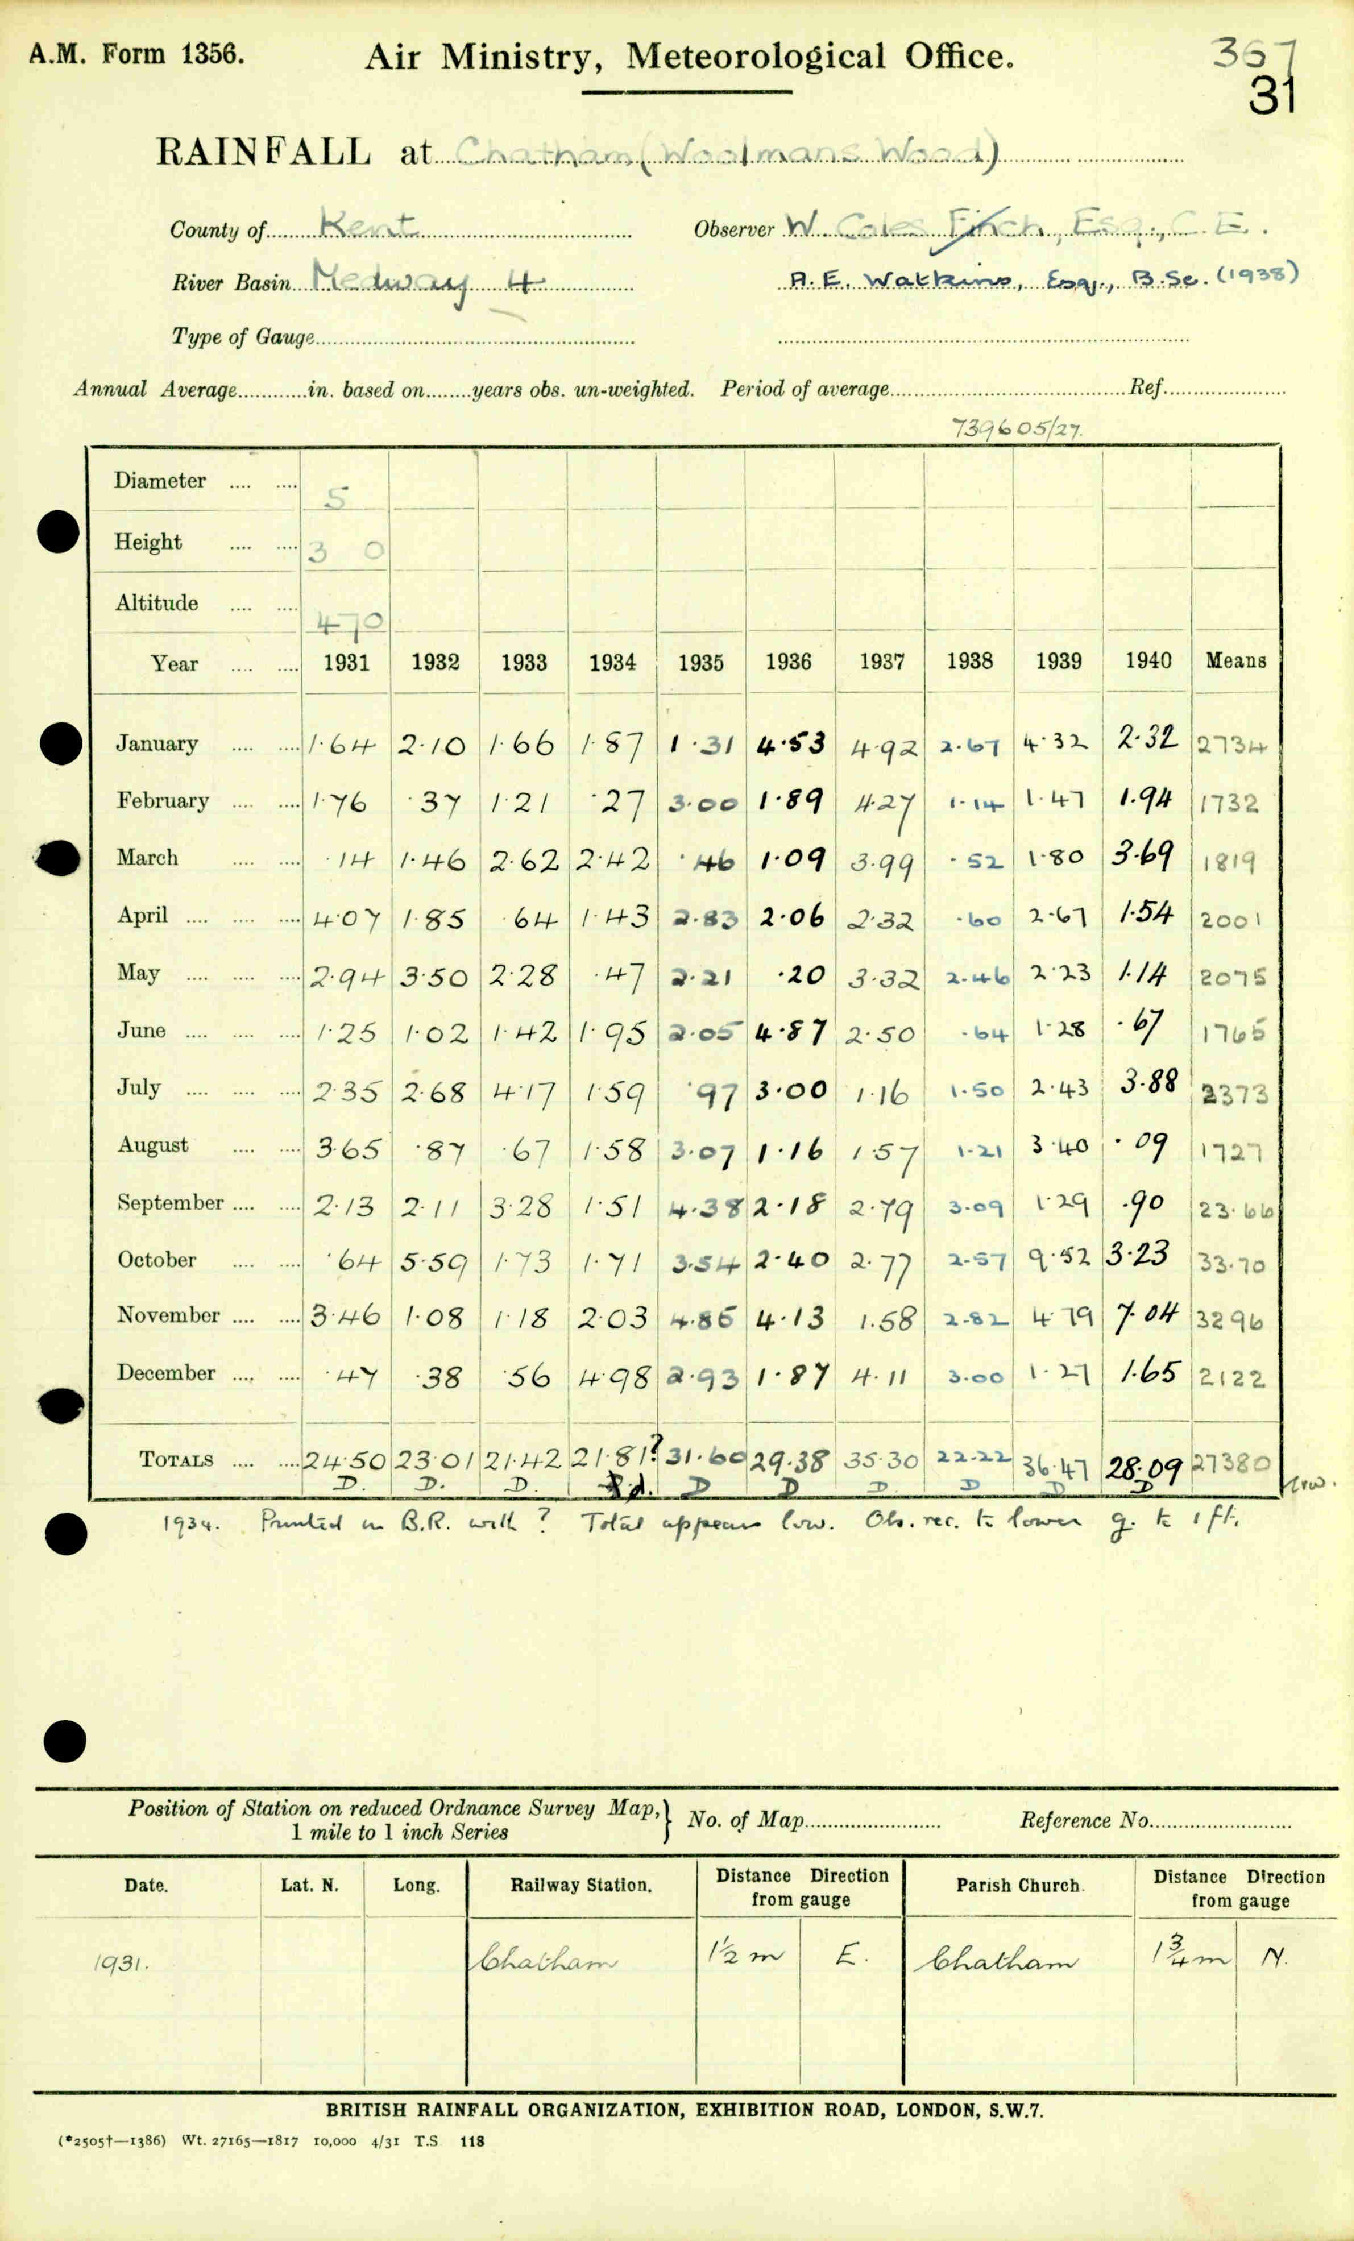 A.M. Form 1356. Air Ministry, Meteorological Office. 367
31
RAINFALL at Chatham (Woolmans Wood)
County of Kent Observer W. Coles Finch, Esq., C.E.
River Basin Medway 4 A. E. Watkins, Esq., B.Sc. (1938)
Type of Gauge
Annual Average in. based on years obs. un-weighted. Period of average Ref.
739605/27.
Diameter 5
Height 3 0
Altitude 470
Year 1931 1932 1933 1934 1935 1936 1937 1938 1939 1940 Means
January 1.64 2.10 1.66 1.87 1.31 4.53 4.92 2.67 4.32 2.32 2734
February 1.76 .37 1.21 .27 3.00 1.89 4.27 1.14 1.47 1.94 1732
March .14 1.46 2.62 2.42 .46 1.09 3.99 .52 1.80 3.69 1819
April 4.07 1.85 .64 1.43 2.83 2.06 2.32 .60 2.67 1.54 2001
May 2.94 3.50 2.28 .47 2.21 .20 3.32 2.46 2.23 1.14 2075
June 1.25 1.02 1.42 1.95 2.05 4.87 2.50 .64 1.28 .67 1765
July 2.35 2.68 4.17 1.59 .97 3.00 1.16 1.50 2.43 3.88 2373
August 3.65 .87 .67 1.58 3.07 1.16 1.57 1.21 3.40 .09 1727
September 2.13 2.11 3.28 1.51 4.38 2.18 2.79 3.09 1.29 .90 23.66
October .64 5.59 1.73 1.71 3.54 2.40 2.77 2.57 9.52 3.23 33.70
November 3.46 1.08 1.18 2.03 4.85 4.13 1.58 2.82 4.79 7.04 3296
December .47 .38 .56 4.98 2.93 1.87 4.11 3.00 1.27 1.65 2122
TOTALS 24.50 23.01 21.42 21.81? 31.60 29.38 35.30 22.22 36.47 28.09 27380
D. D. D. d. D D D. D D D
1934. Printed in B.R. with ? Total appears low. Obs. rec. to lower g. to 1 ft.
Position of Station on reduced Ordnance Survey Map,
1 mile to 1 inch Series } No. of Map Reference No.
Date. Lat. N. Long. Railway Station. Distance Direction from gauge Parish Church. Distance Direction from gauge
1931. Chatham 1½ m E. Chatham 1¾ m N.
BRITISH RAINFALL ORGANIZATION, EXHIBITION ROAD, LONDON, S.W.7.
(*2505†—1386) Wt. 27165—1817 10,000 4/31 T.S 118